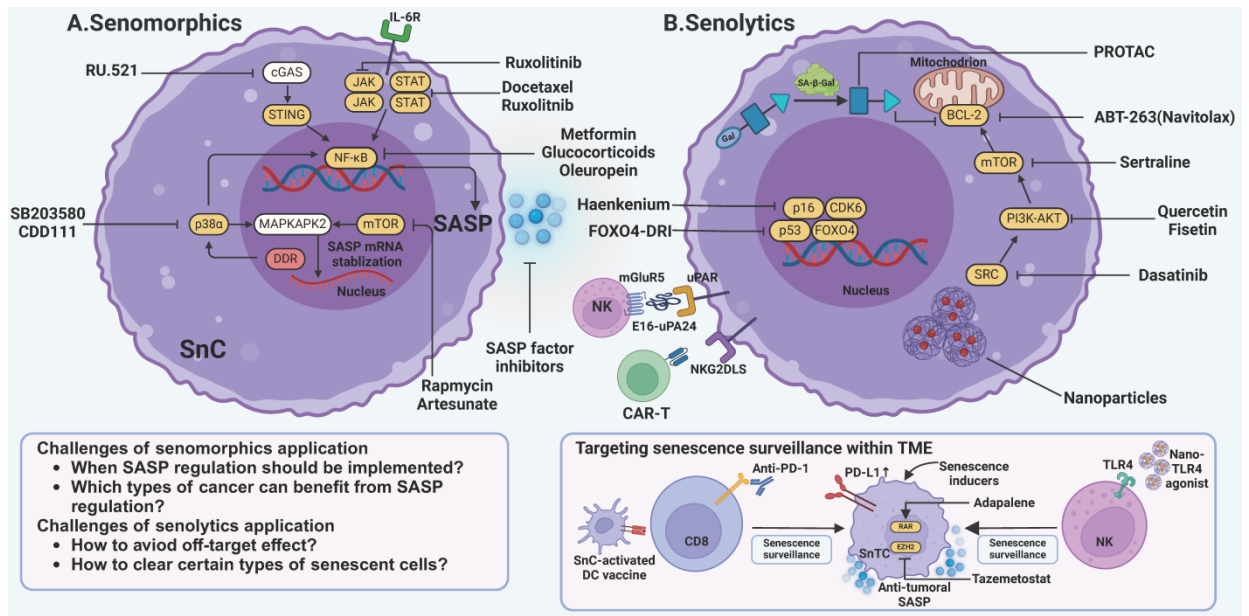 A.Senomorphics
IL-6R
RU.521
cGAS
STING
JAK
STAT
JAK
STAT
Ruxolitinib
Docetaxel
Ruxolitnib
NF-κB
Metformin
Glucocorticoids
Oleuropein
SASP
SB203580
CDD111
p38α
MAPKAPK2
mTOR
DDR
SASP mRNA
stablization
Nucleus
SnC
SASP factor
inhibitors
Rapmycin
Artesunate
B.Senolytics
PROTAC
Mitochodrion
SA-β-Gal
Gal
BCL-2
ABT-263(Navitolax)
mTOR
Sertraline
Haenkenium
p16
CDK6
FOXO4-DRI
p53
FOXO4
PI3K-AKT
Quercetin
Fisetin
SRC
Dasatinib
Nucleus
mGluR5
uPAR
NK
E16-uPA24
NKG2DLS
CAR-T
Nanoparticles
Challenges of senomorphics application
• When SASP regulation should be implemented?
• Which types of cancer can benefit from SASP
regulation?
Challenges of senolytics application
• How to aviod off-target effect?
• How to clear certain types of senescent cells?
Targeting senescence surveillance within TME
Anti-PD-1
PD-L1↑
Senescence
inducers
TLR4
Nano-
TLR4
agonist
Adapalene
CD8
RAR
EZH2
SnTC
NK
Senescence
surveillance
Senescence
surveillance
SnC-activated
DC vaccine
Anti-tumoral
SASP
Tazemetostat